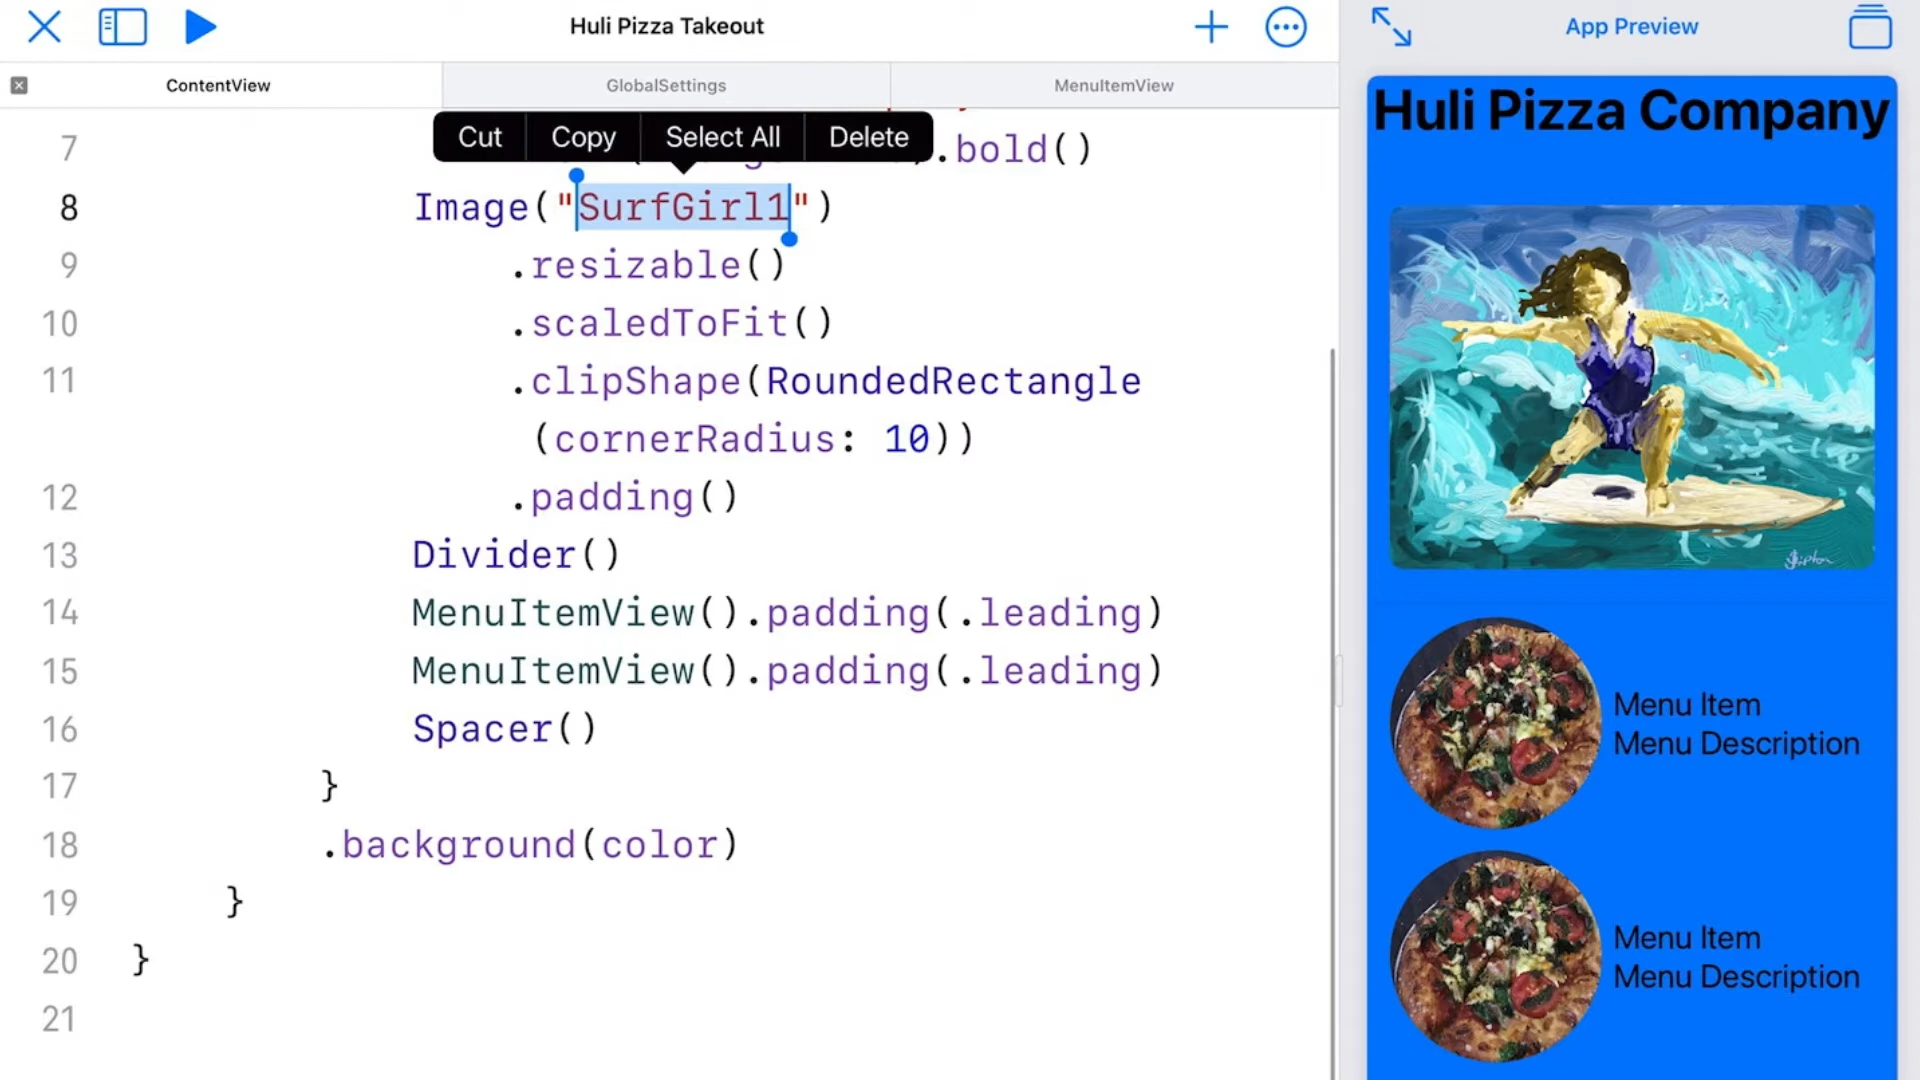 Huli Pizza Takeout
App Preview
ContentView
GlobalSettings
MenuItemView
Cut
Copy
Select All
Delete
7 .bold()
8 Image("SurfGirl1")
9 .resizable()
10 .scaledToFit()
11 .clipShape(RoundedRectangle
(cornerRadius: 10))
12 .padding()
13 Divider()
14 MenuItemView().padding(.leading)
15 MenuItemView().padding(.leading)
16 Spacer()
17 }
18 .background(color)
19 }
20 }
21
Huli Pizza Company
Menu Item
Menu Description
Menu Item
Menu Description